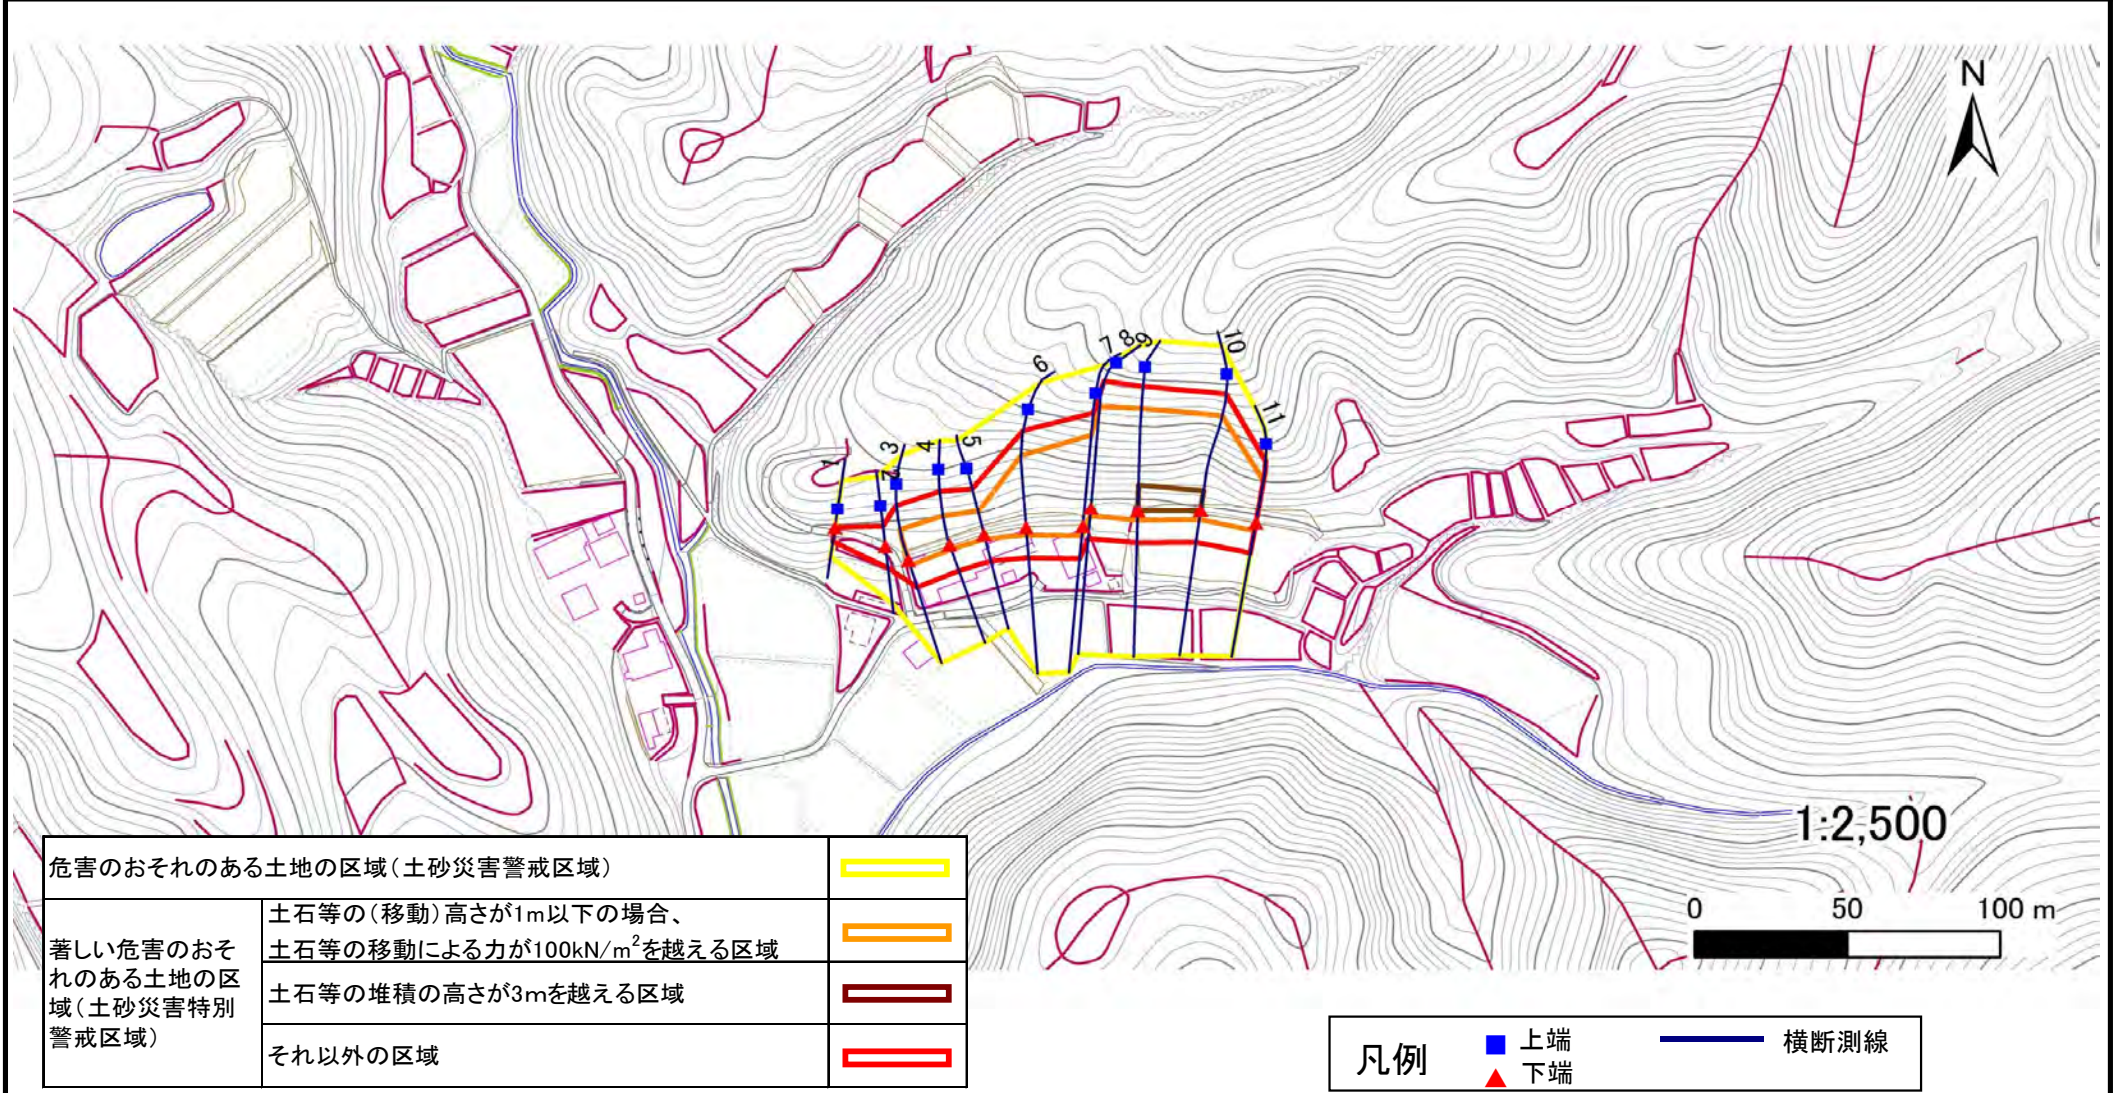 N
1
2
3
4
5
6
7
8
9
10
11
1:2,500
0 50 100 m
危害のおそれのある土地の区域(土砂災害警戒区域)
著しい危害のおそ
れのある土地の区
域(土砂災害特別
警戒区域)
土石等の(移動)高さが1m以下の場合、
土石等の移動による力が100kN/m²を越える区域
土石等の堆積の高さが3mを越える区域
それ以外の区域
凡例
上端
下端
横断測線